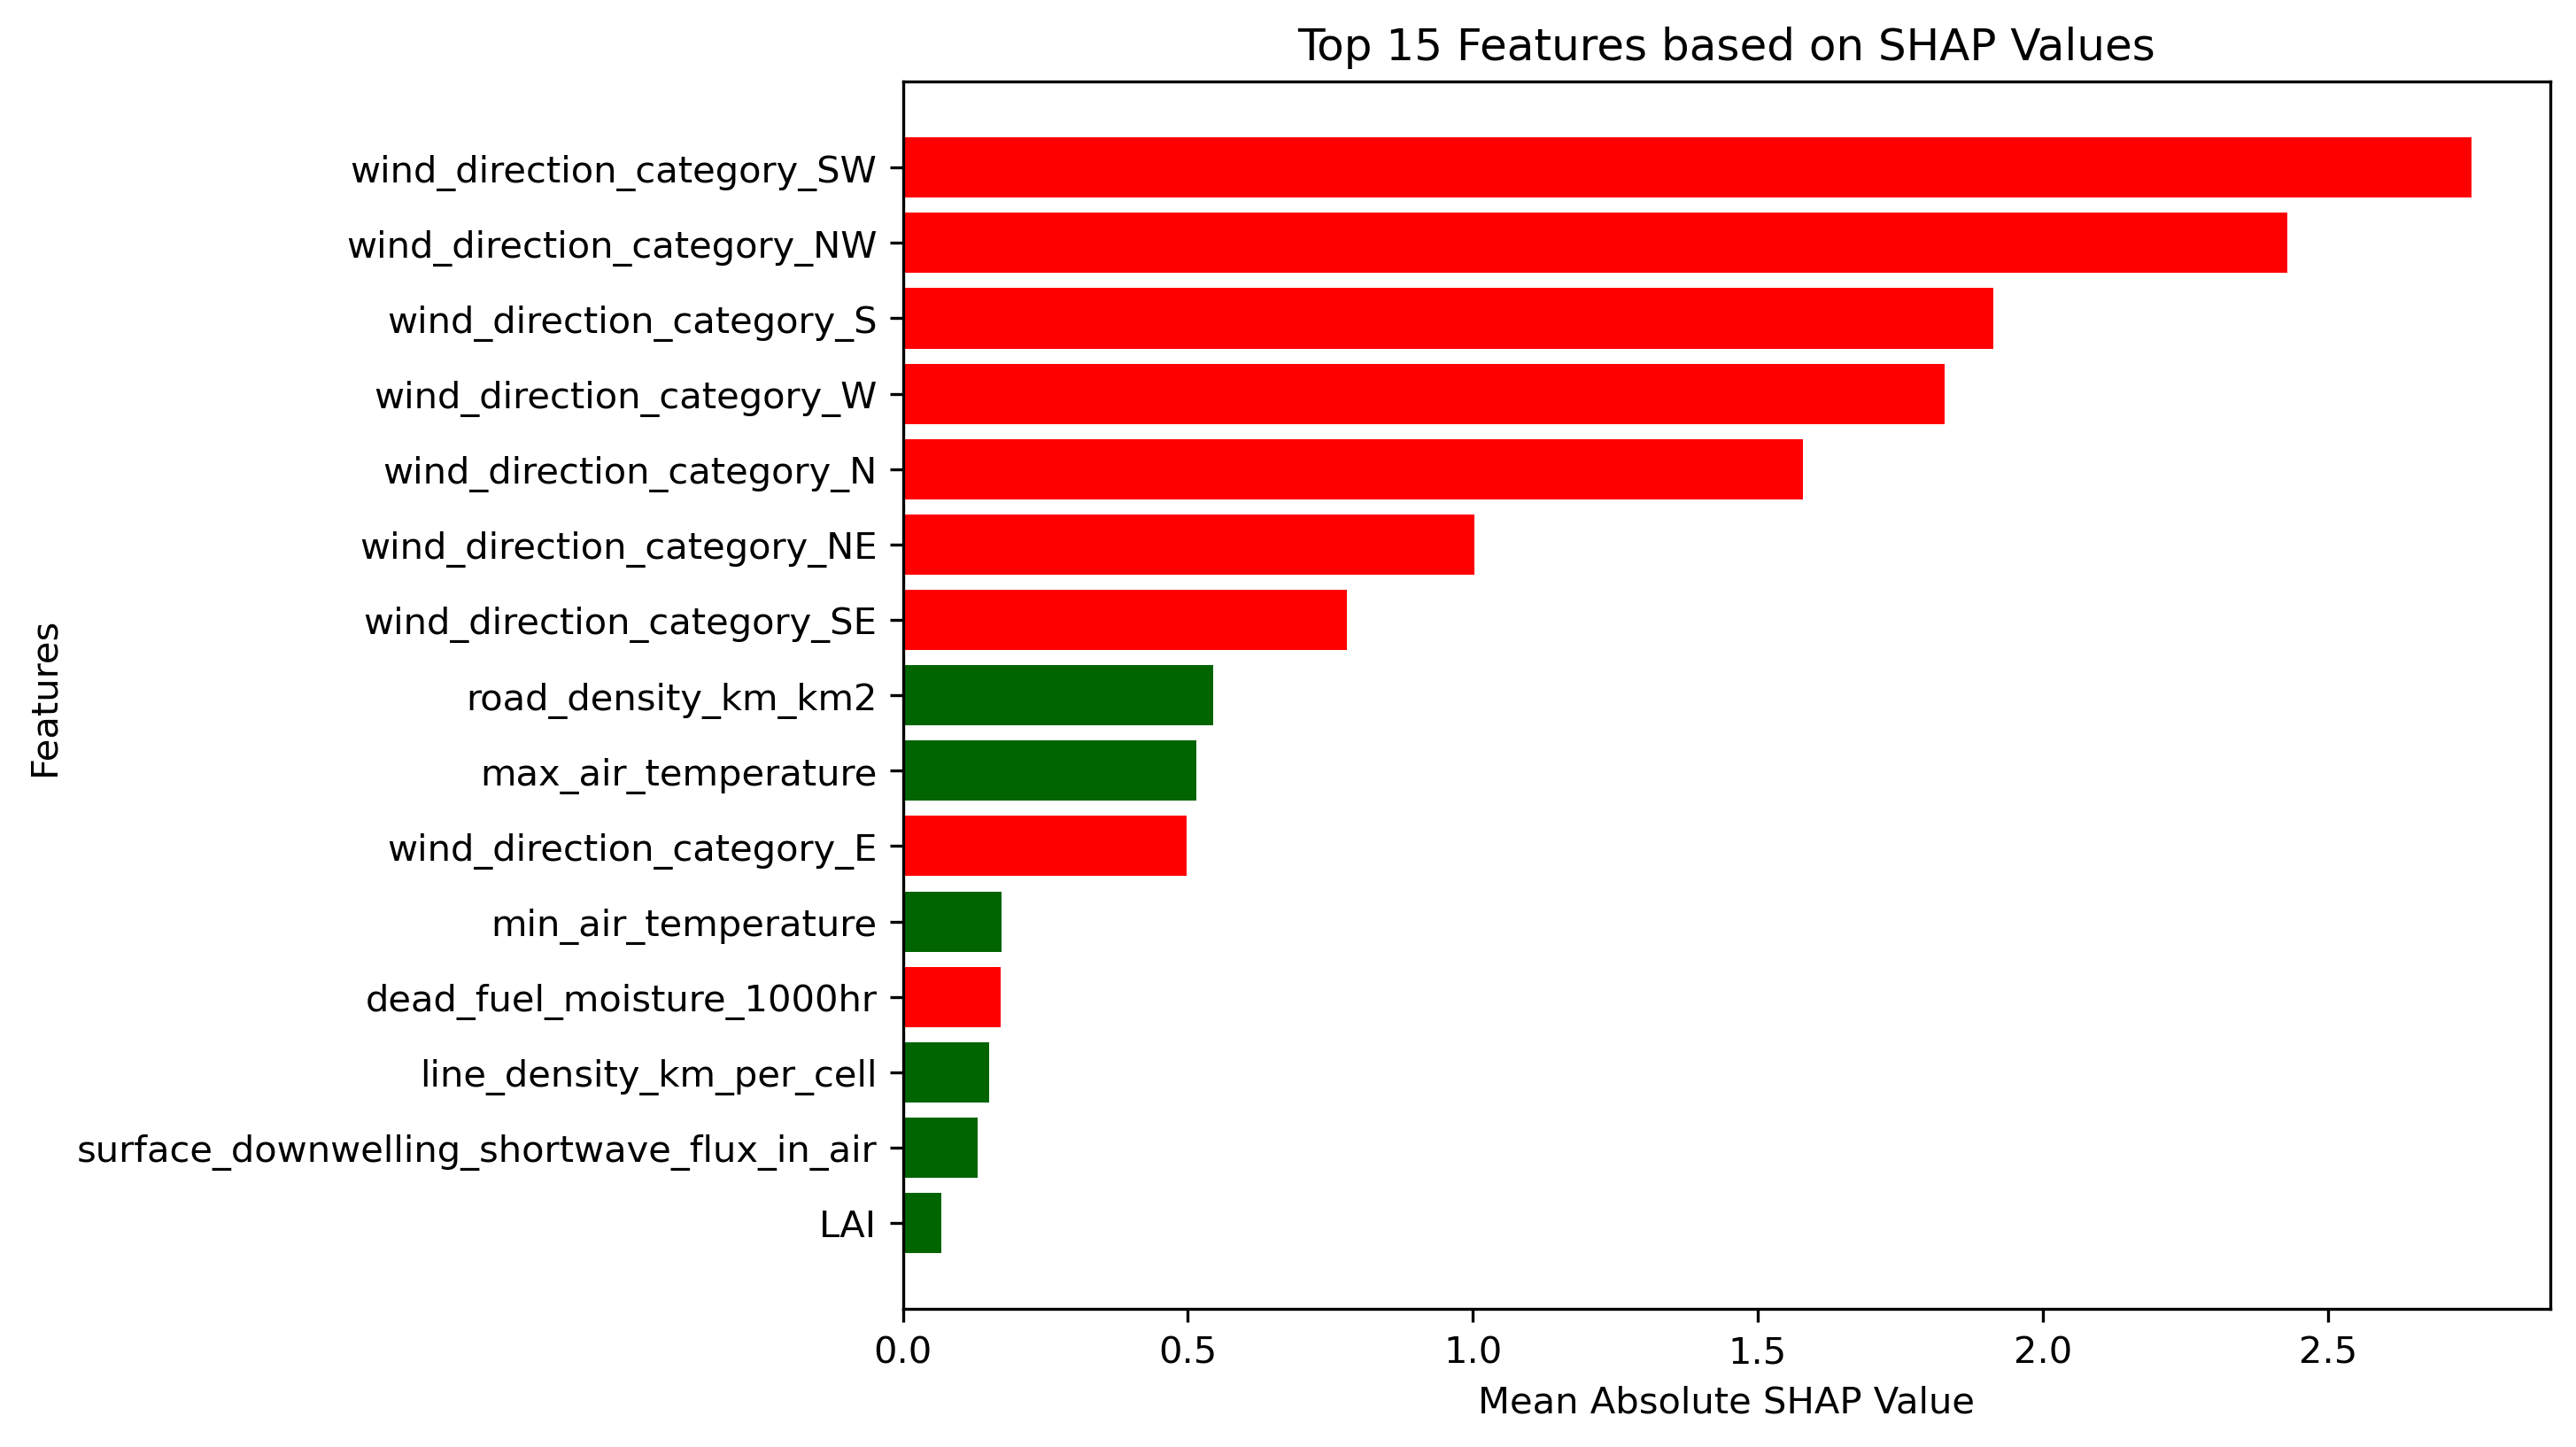 Top 15 Features based on SHAP Values
wind_direction_category_SW
wind_direction_category_NW
wind_direction_category_S
wind_direction_category_W
wind_direction_category_N
wind_direction_category_NE
wind_direction_category_SE
road_density_km_km2
max_air_temperature
wind_direction_category_E
min_air_temperature
dead_fuel_moisture_1000hr
line_density_km_per_cell
surface_downwelling_shortwave_flux_in_air
LAI
Features
0.0 0.5 1.0 1.5 2.0 2.5
Mean Absolute SHAP Value